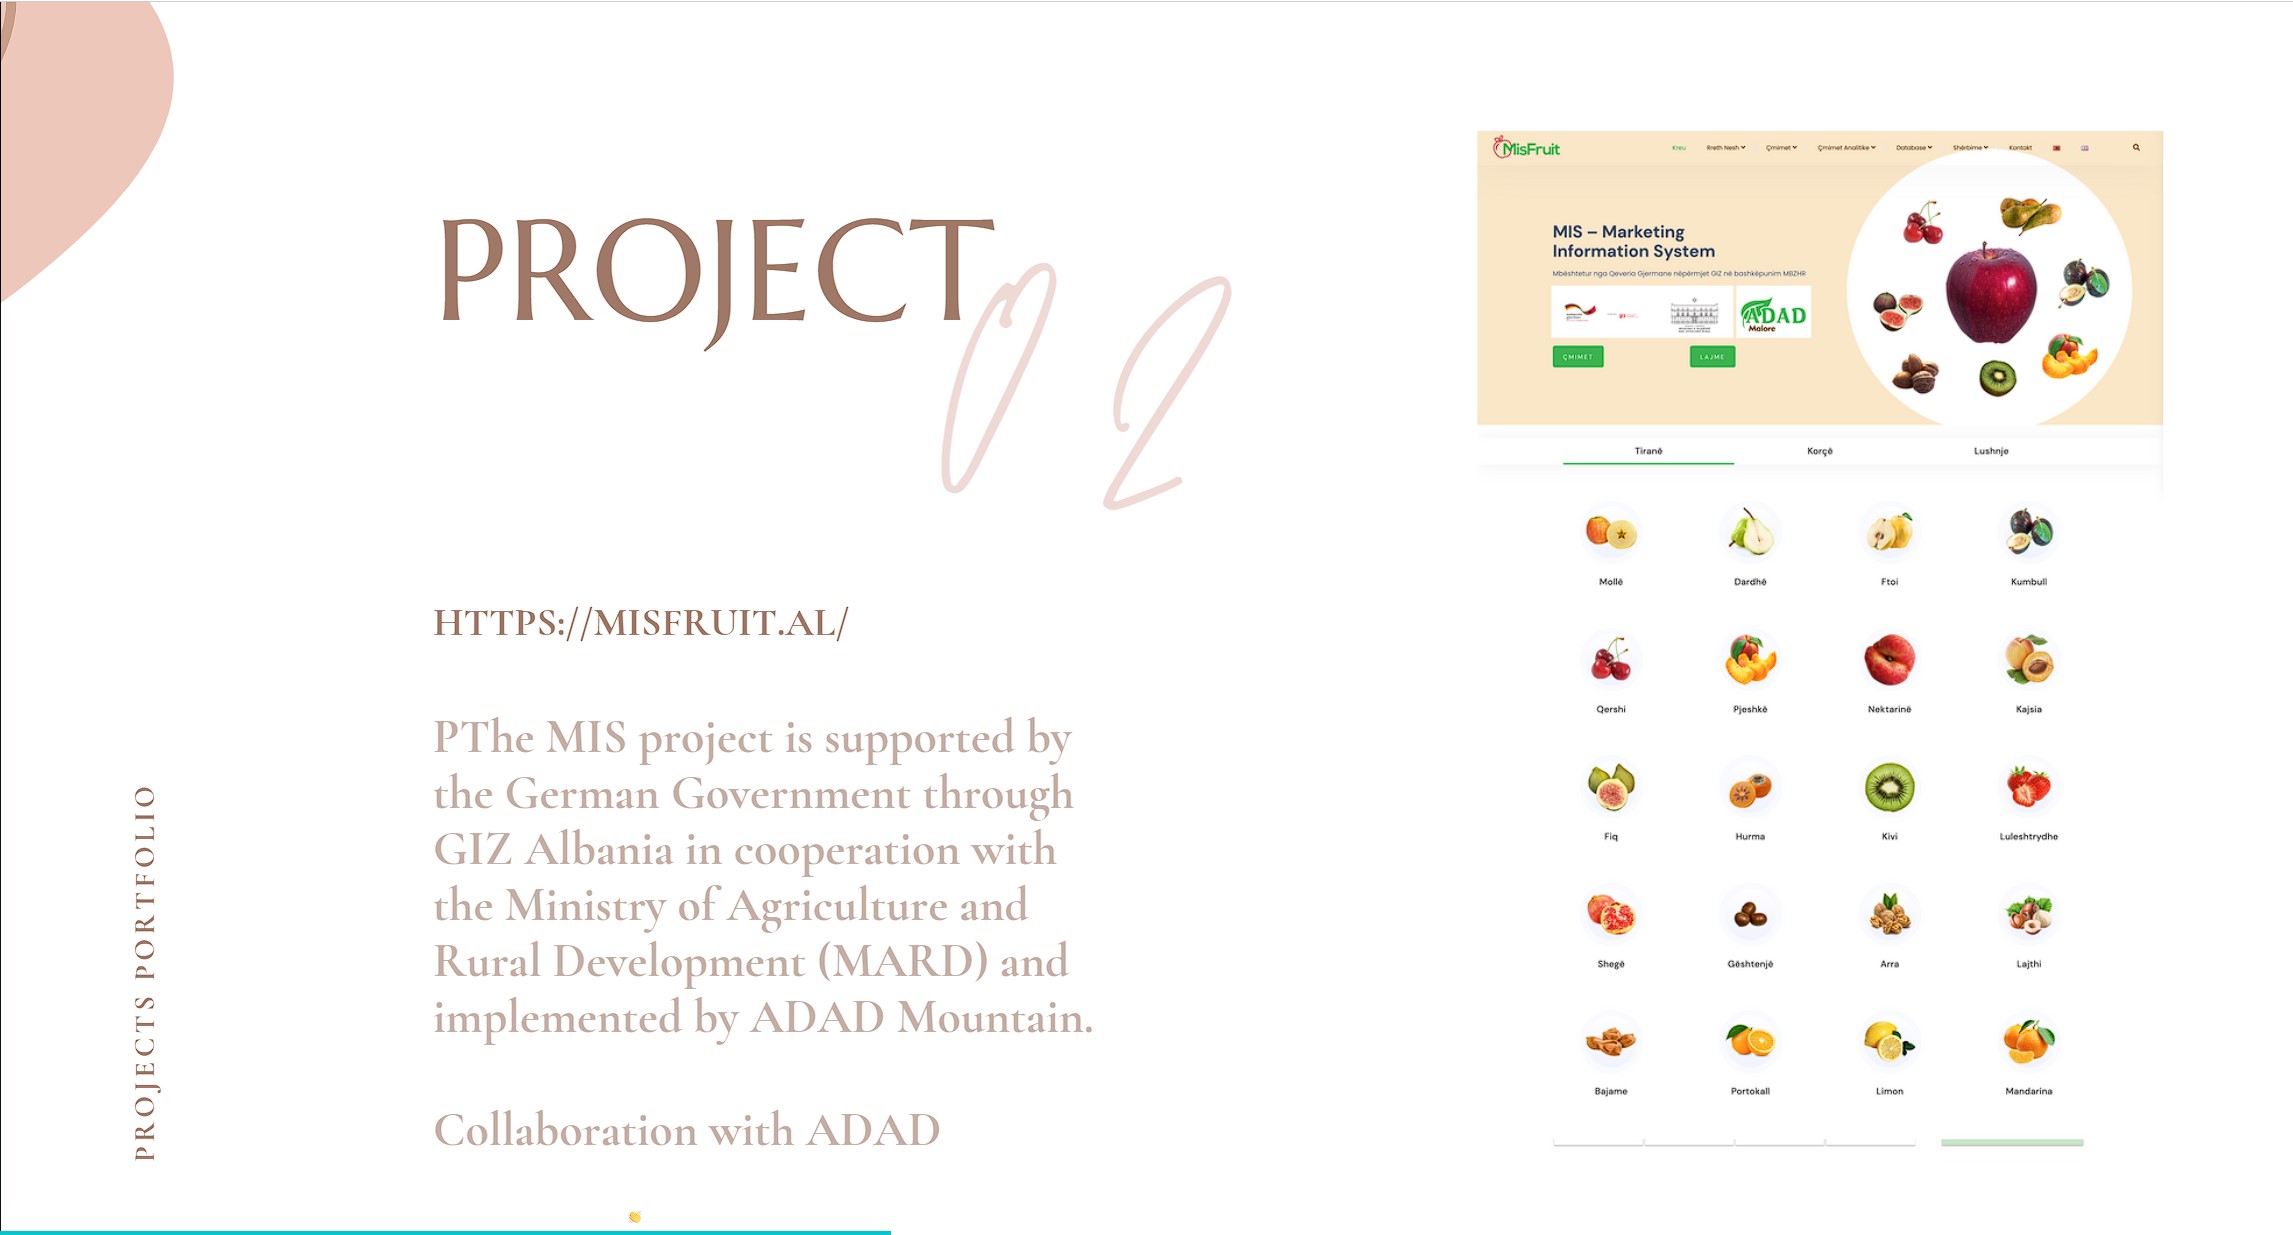 PROJECT
02
HTTPS://MISFRUIT.AL/
PThe MIS project is supported by
the German Government through
GIZ Albania in cooperation with
the Ministry of Agriculture and
Rural Development (MARD) and
implemented by ADAD Mountain.
Collaboration with ADAD
PROJECTS PORTFOLIO
MisFruit
Kreu Rreth Nesh Çmimet Çmimet Analitike Database Shërbime Kontakt
MIS – Marketing
Information System
Mbështetur nga Qeveria Gjermane nëpërmjet GIZ në bashkëpunim MBZHR
giz
ADAD
Malore
ÇMIMET LAJME
Tiranë Korçë Lushnje
Mollë Dardhë Ftoi Kumbull
Qershi Pjeshkë Nektarinë Kajsia
Fiq Hurma Kivi Luleshtrydhe
Shegë Gështenjë Arra Lajthi
Bajame Portokall Limon Mandarina